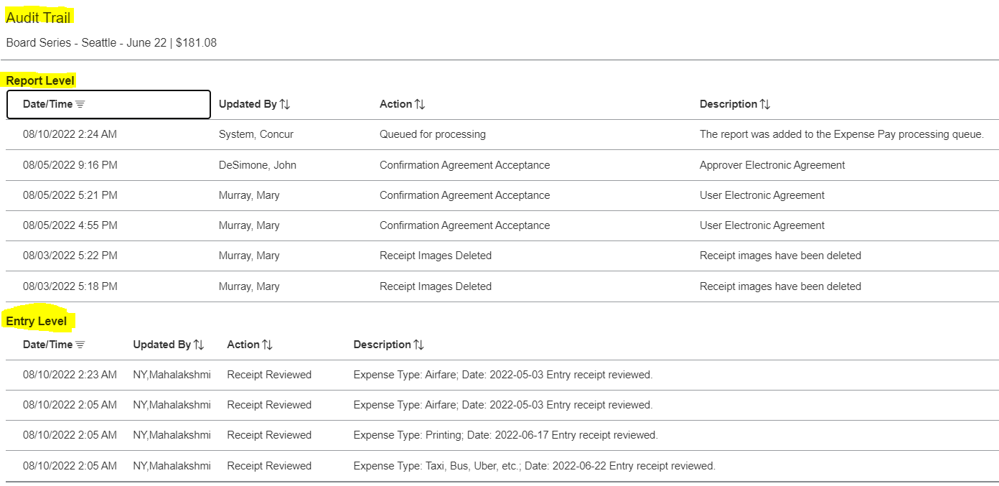 Audit Trail
Board Series - Seattle - June 22 | $181.08
Report Level
Date/Time Updated By Action Description
08/10/2022 2:24 AM System, Concur Queued for processing The report was added to the Expense Pay processing queue.
08/05/2022 9:16 PM DeSimone, John Confirmation Agreement Acceptance Approver Electronic Agreement
08/05/2022 5:21 PM Murray, Mary Confirmation Agreement Acceptance User Electronic Agreement
08/05/2022 4:55 PM Murray, Mary Confirmation Agreement Acceptance User Electronic Agreement
08/03/2022 5:22 PM Murray, Mary Receipt Images Deleted Receipt images have been deleted
08/03/2022 5:18 PM Murray, Mary Receipt Images Deleted Receipt images have been deleted
Entry Level
Date/Time Updated By Action Description
08/10/2022 2:23 AM NY,Mahalakshmi Receipt Reviewed Expense Type: Airfare; Date: 2022-05-03 Entry receipt reviewed.
08/10/2022 2:05 AM NY,Mahalakshmi Receipt Reviewed Expense Type: Airfare; Date: 2022-05-03 Entry receipt reviewed.
08/10/2022 2:05 AM NY,Mahalakshmi Receipt Reviewed Expense Type: Printing; Date: 2022-06-17 Entry receipt reviewed.
08/10/2022 2:05 AM NY,Mahalakshmi Receipt Reviewed Expense Type: Taxi, Bus, Uber, etc.; Date: 2022-06-22 Entry receipt reviewed.